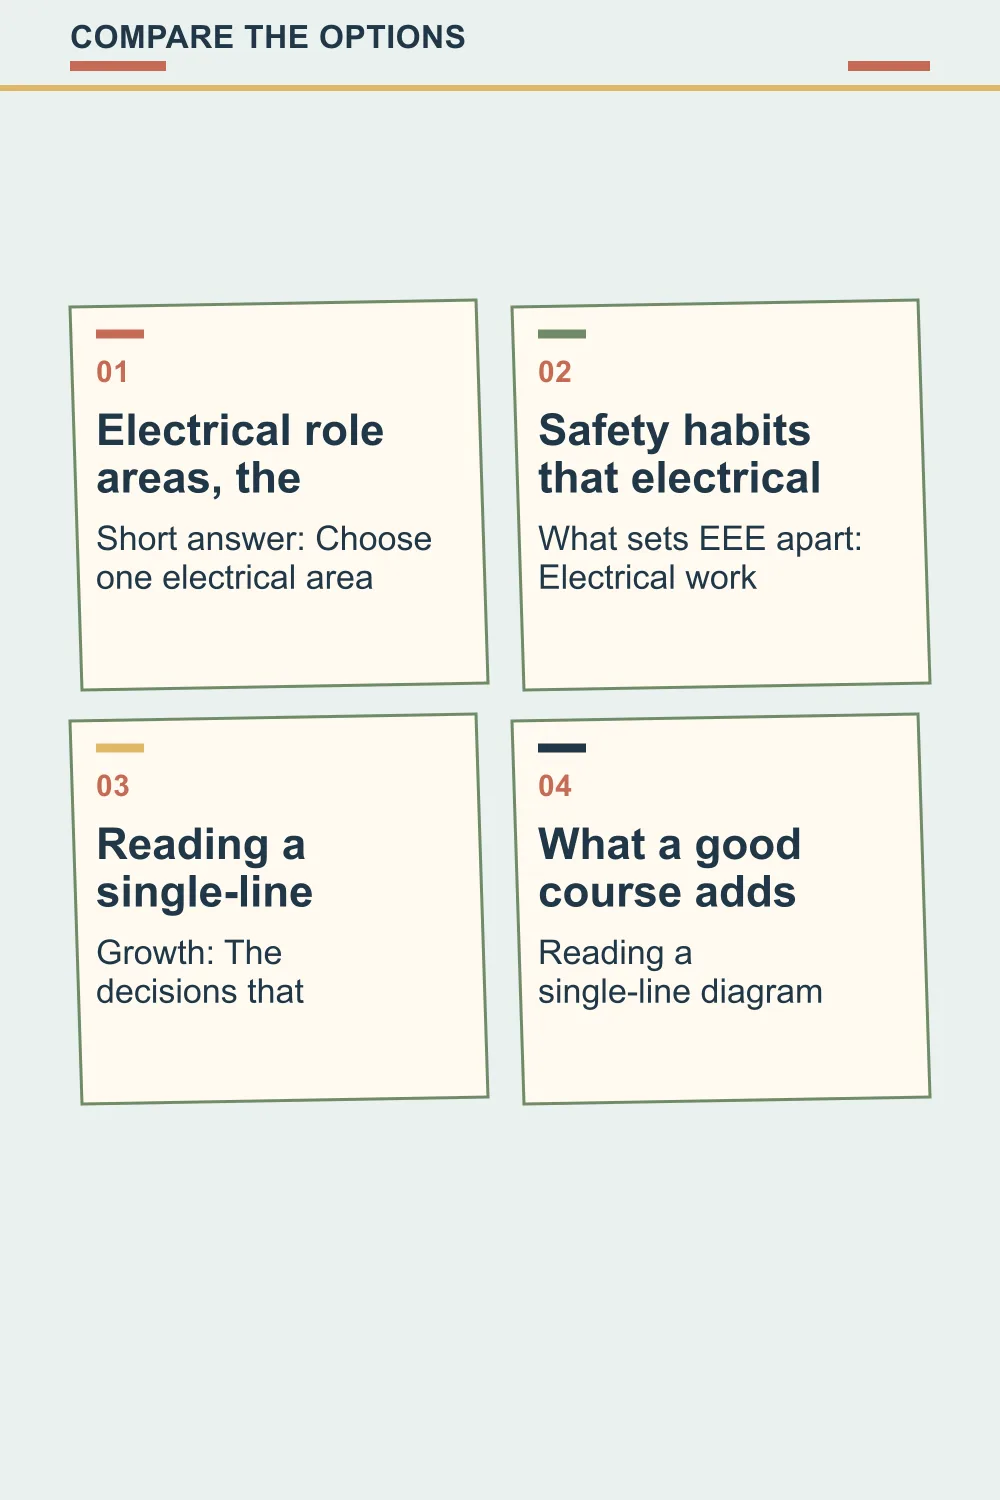 COMPARE THE OPTIONS
01
Electrical role
areas, the
Short answer: Choose
one electrical area
02
Safety habits
that electrical
What sets EEE apart:
Electrical work
03
Reading a
single-line
Growth: The
decisions that
04
What a good
course adds
Reading a
single-line diagram